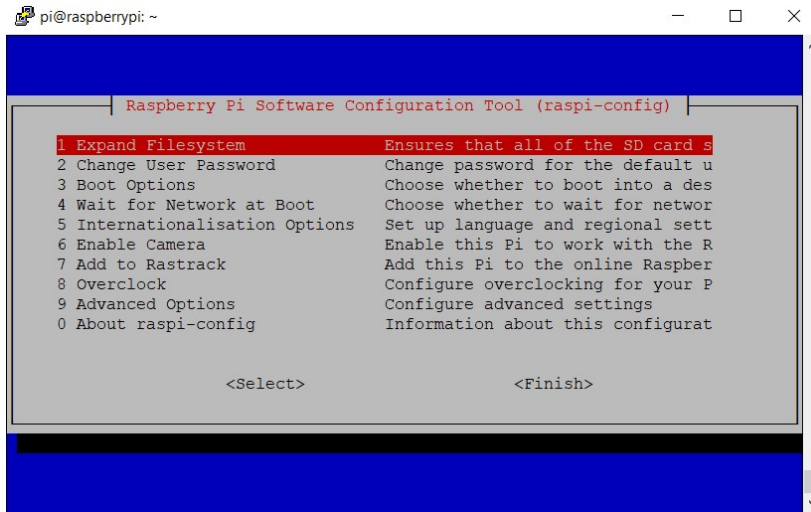 pi@raspberrypi: ~
Raspberry Pi Software Configuration Tool (raspi-config)
1 Expand Filesystem Ensures that all of the SD card s
2 Change User Password Change password for the default u
3 Boot Options Choose whether to boot into a des
4 Wait for Network at Boot Choose whether to wait for networ
5 Internationalisation Options Set up language and regional sett
6 Enable Camera Enable this Pi to work with the R
7 Add to Rastrack Add this Pi to the online Raspber
8 Overclock Configure overclocking for your P
9 Advanced Options Configure advanced settings
0 About raspi-config Information about this configurat
<Select> <Finish>